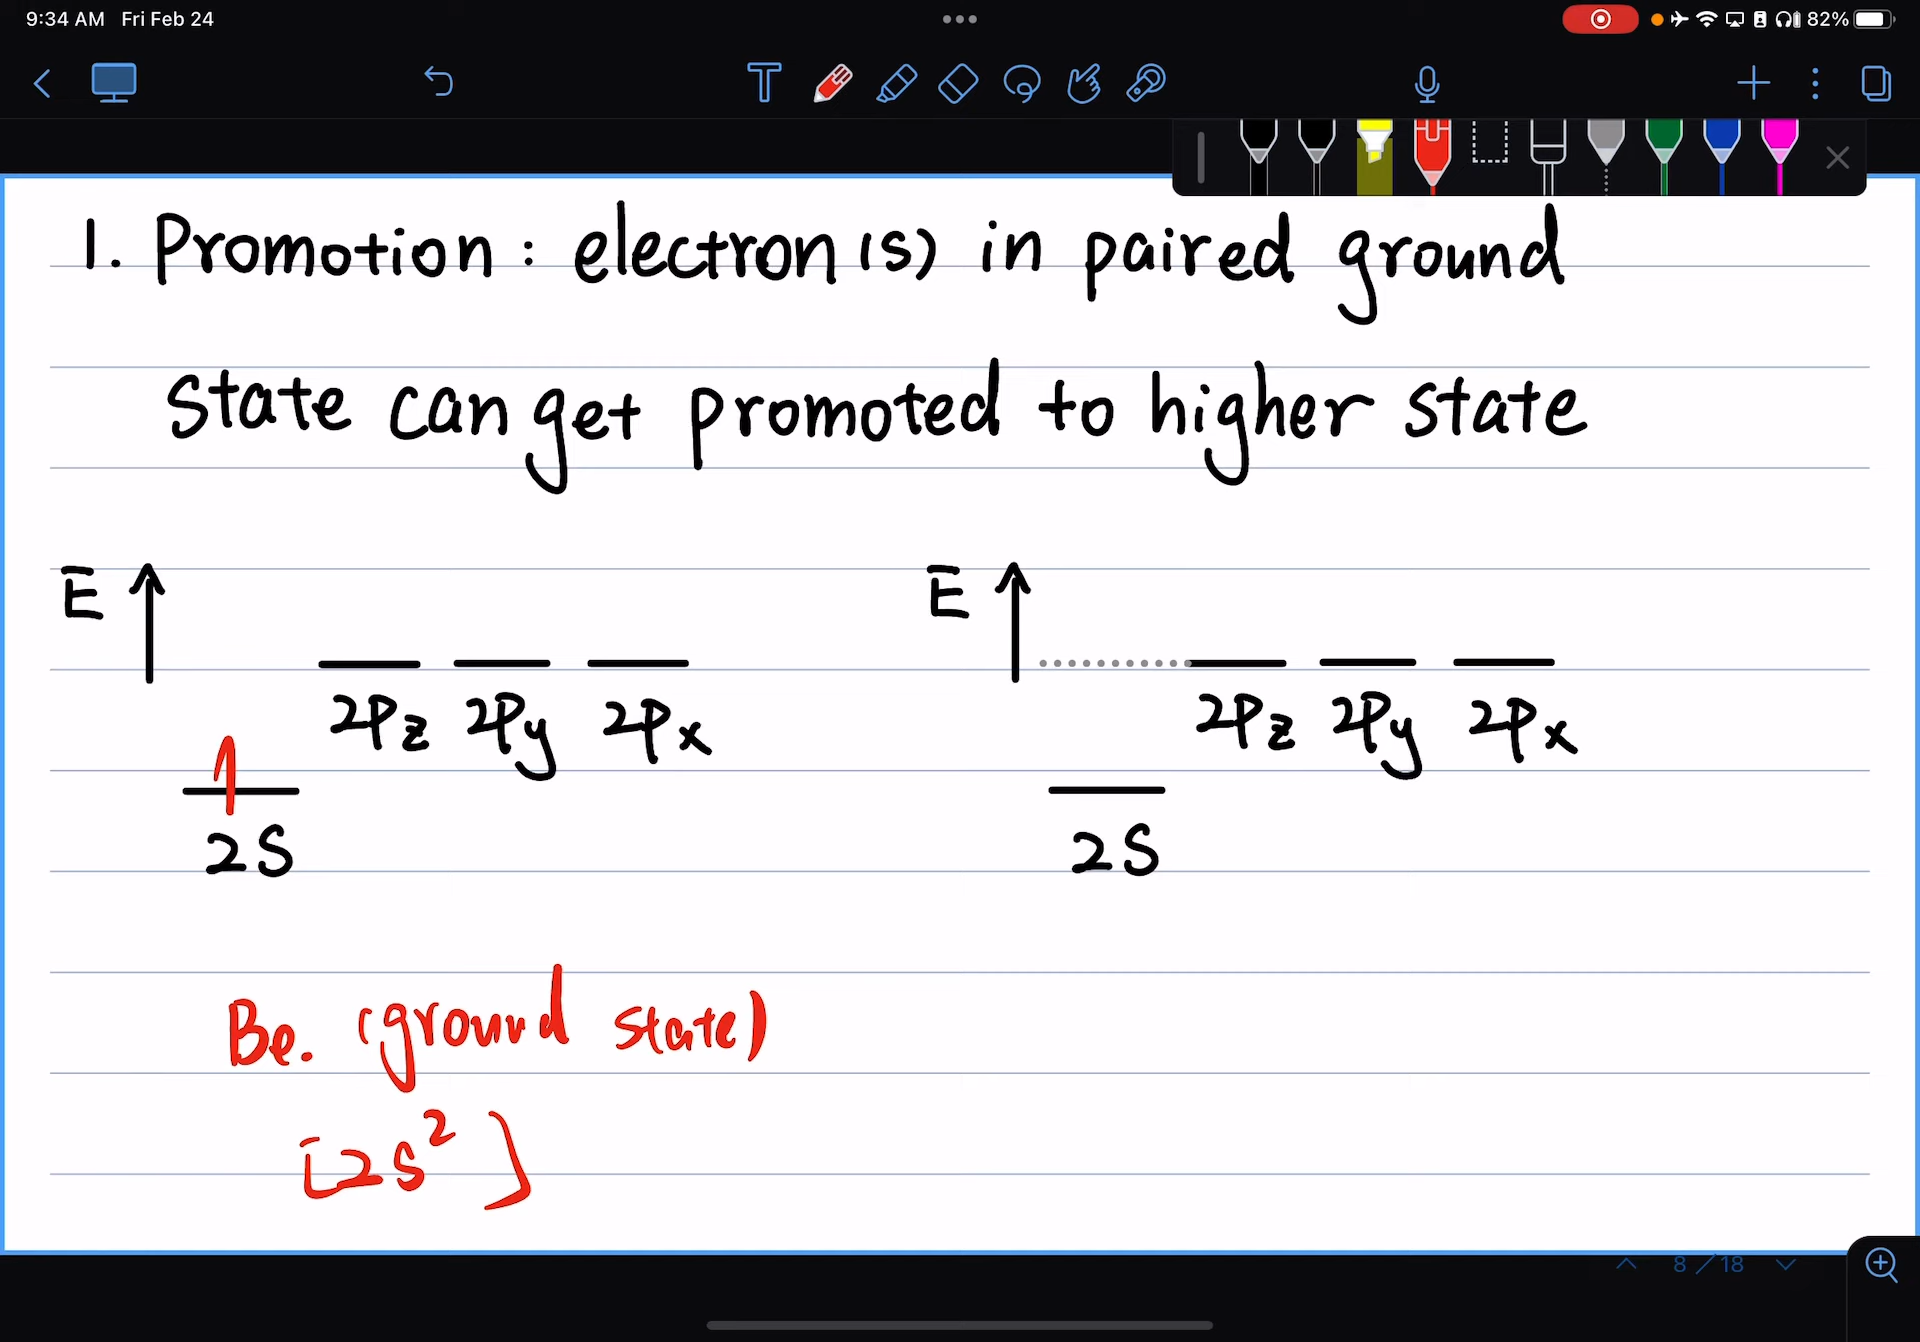 9:34 AM Fri Feb 24
82%
1. Promotion : electron(s) in paired ground
state can get promoted to higher state
E E
2Pz 2Py 2Px 2Pz 2Py 2Px
2S 2S
Be. (ground state)
[2S²]
8 / 18